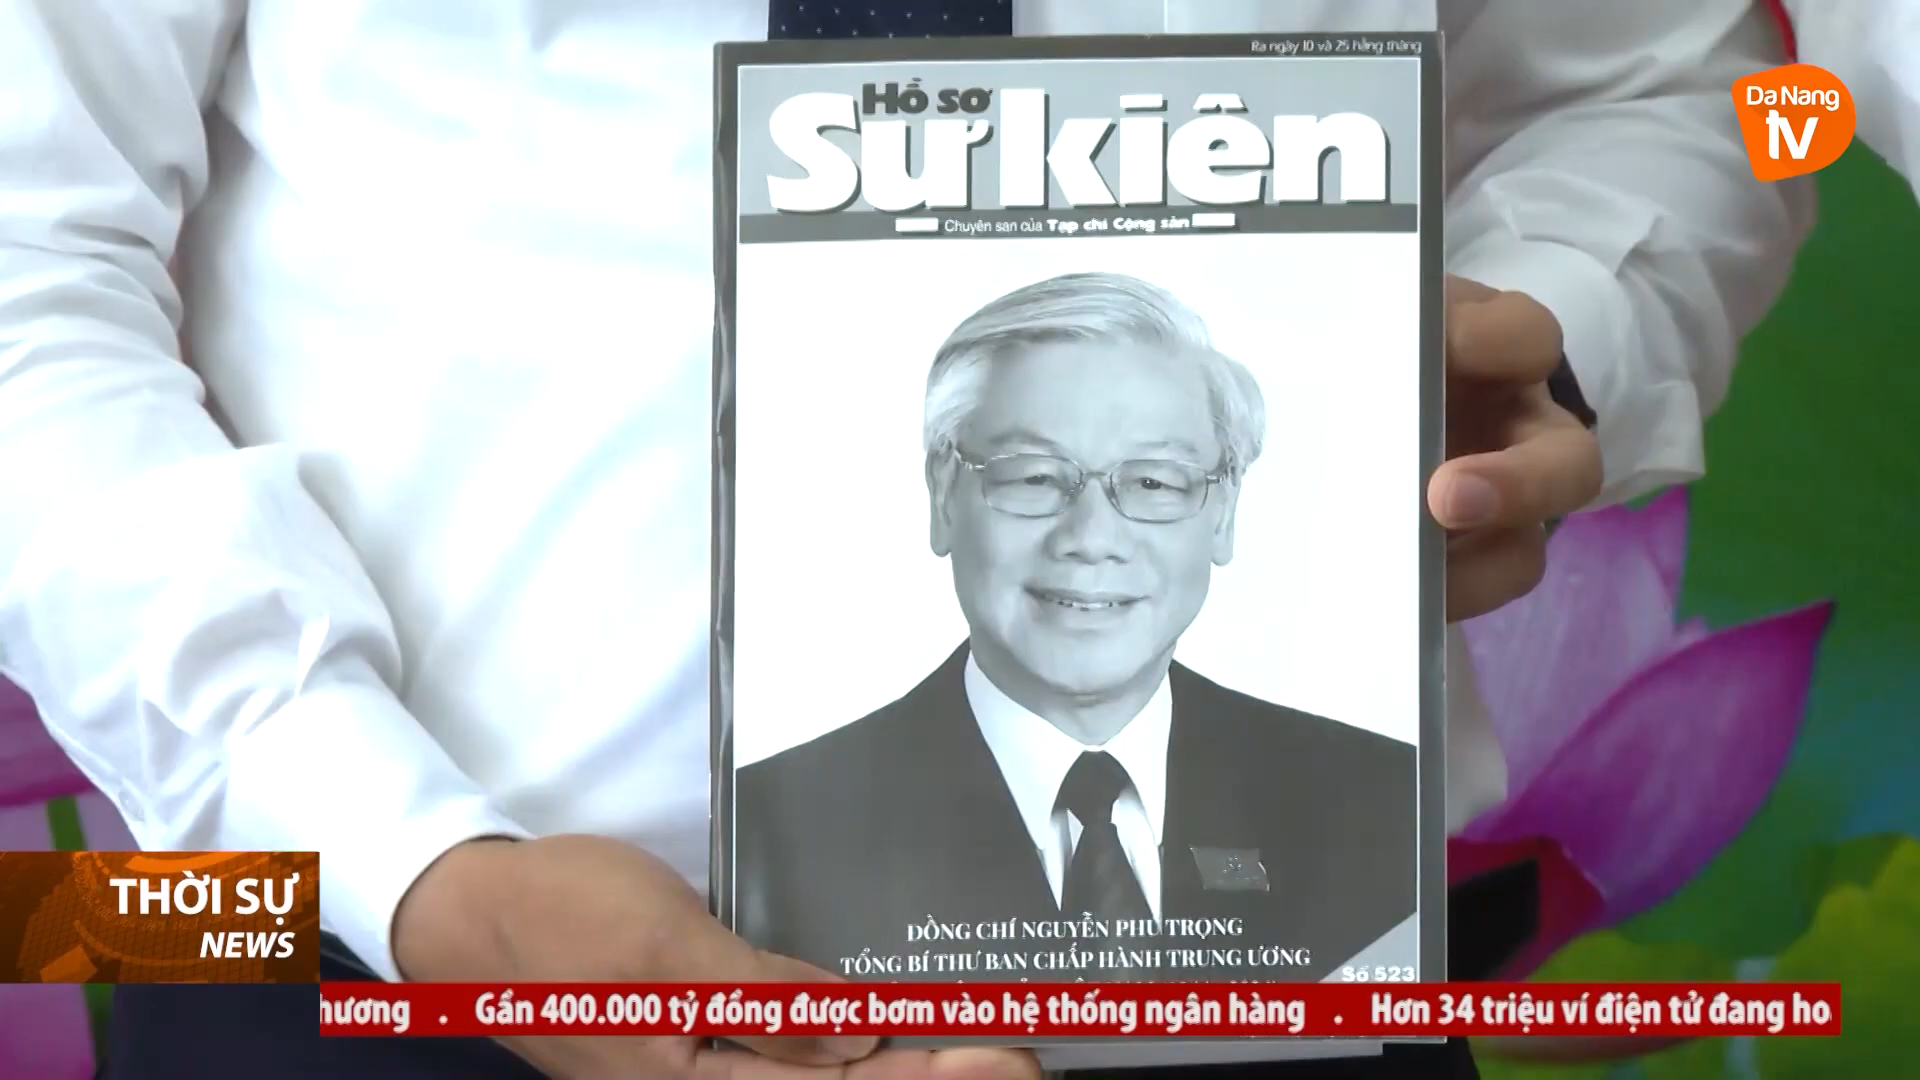 Ra ngày 10 và 25 hằng tháng
Hồ sơ
Sự kiện
Chuyên san của Tạp chí Cộng sản
Da Nang
tv
ĐỒNG CHÍ NGUYỄN PHÚ TRỌNG
TỔNG BÍ THƯ BAN CHẤP HÀNH TRUNG ƯƠNG
Số 523
THỜI SỰ
NEWS
hương . Gần 400.000 tỷ đồng được bơm vào hệ thống ngân hàng . Hơn 34 triệu ví điện tử đang ho